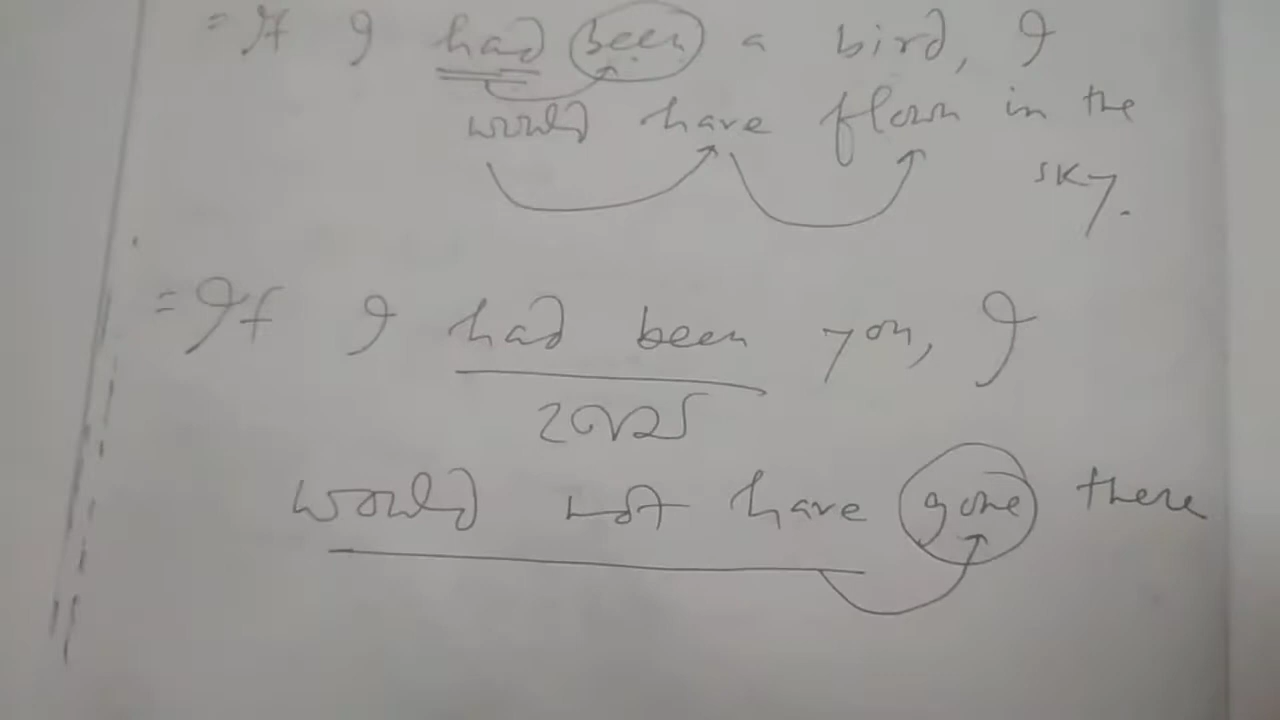 = If I had been a bird, I
would have flown in the
sky.
= If I had been you, I
would not have gone there